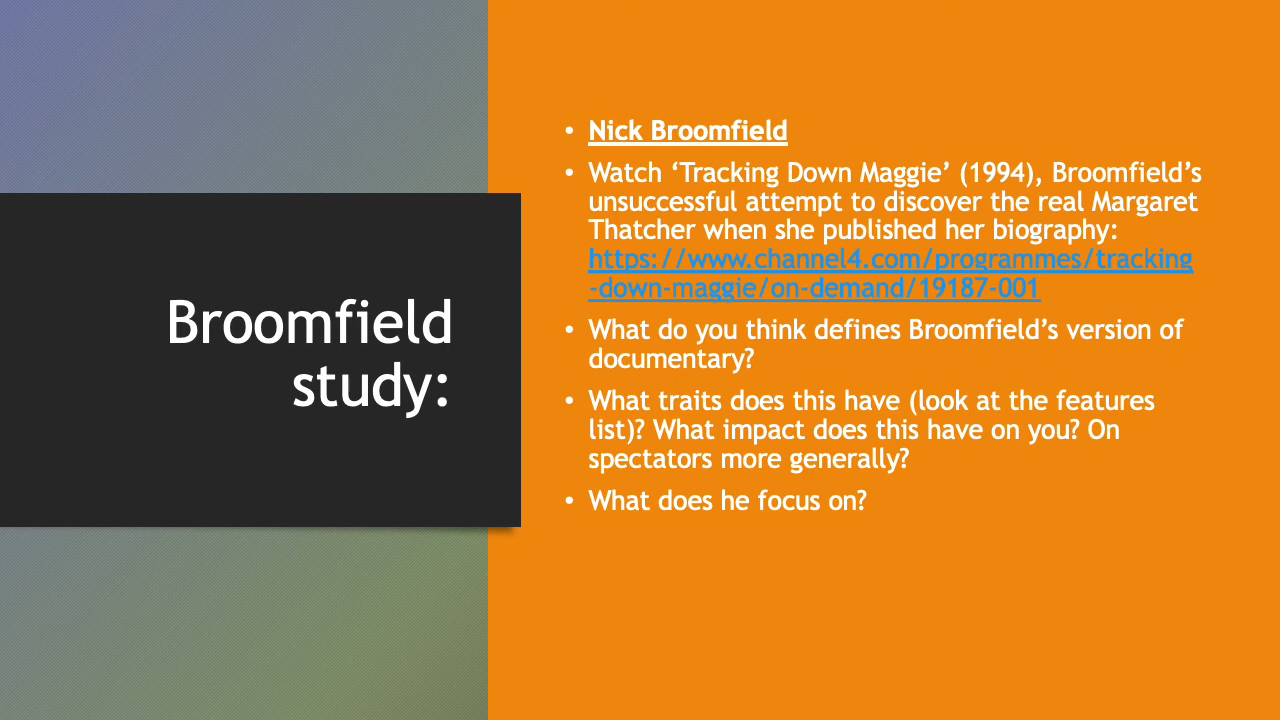 Broomfield
study:
• Nick Broomfield
• Watch ‘Tracking Down Maggie’ (1994), Broomfield’s
unsuccessful attempt to discover the real Margaret
Thatcher when she published her biography:
https://www.channel4.com/programmes/tracking
-down-maggie/on-demand/19187-001
• What do you think defines Broomfield’s version of
documentary?
• What traits does this have (look at the features
list)? What impact does this have on you? On
spectators more generally?
• What does he focus on?